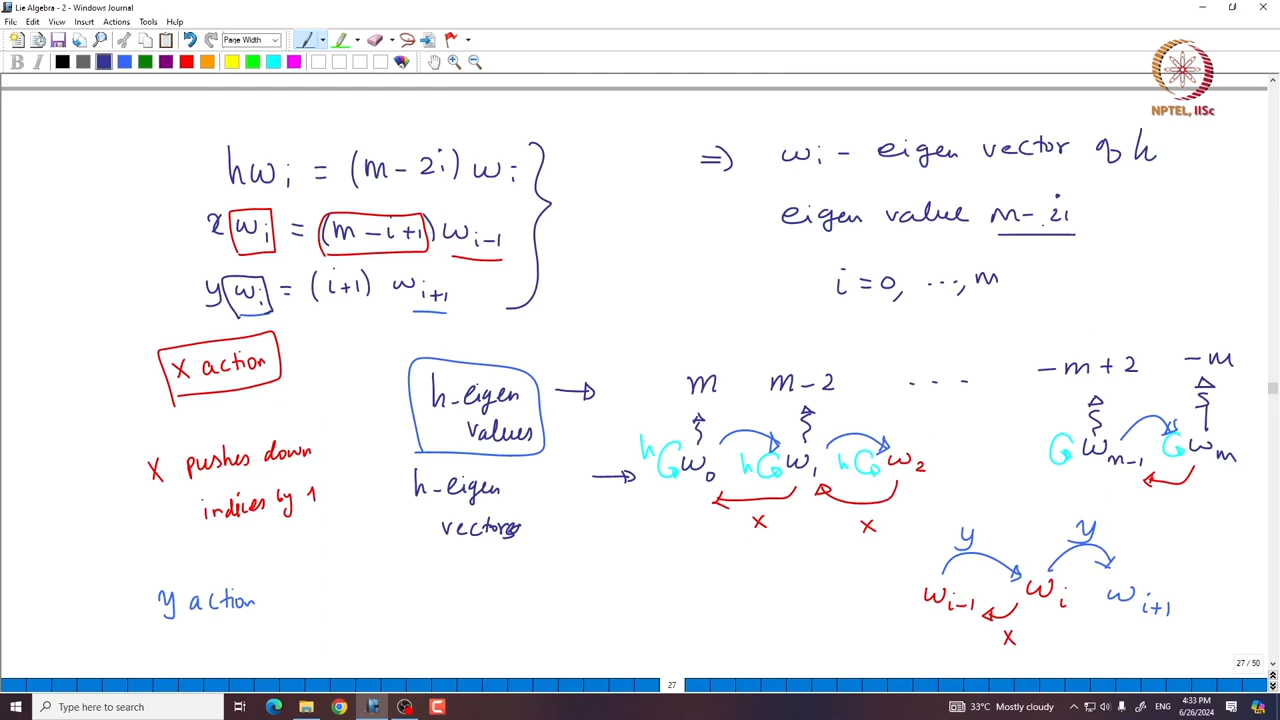 Lie Algebra - 2 - Windows Journal
File Edit View Insert Actions Tools Help
Page Width
NPTEL, IISc
hw_i = (m-2i) w_i
x w_i = (m-i+1) w_{i-1}
y w_i = (i+1) w_{i+1}
⇒ w_i - eigen vector of h
eigen value m-2i
i = 0, ..., m
X action
h-eigen values → m m-2 ... -m+2 -m
X pushes down indices by 1
h-eigen vectors → h w_0 h w_1 h w_2 w_{m-1} w_m
x x
y y
y action
w_{i-1} w_i w_{i+1}
x
27 / 50
27
Type here to search
33°C Mostly cloudy
4:33 PM
6/26/2024